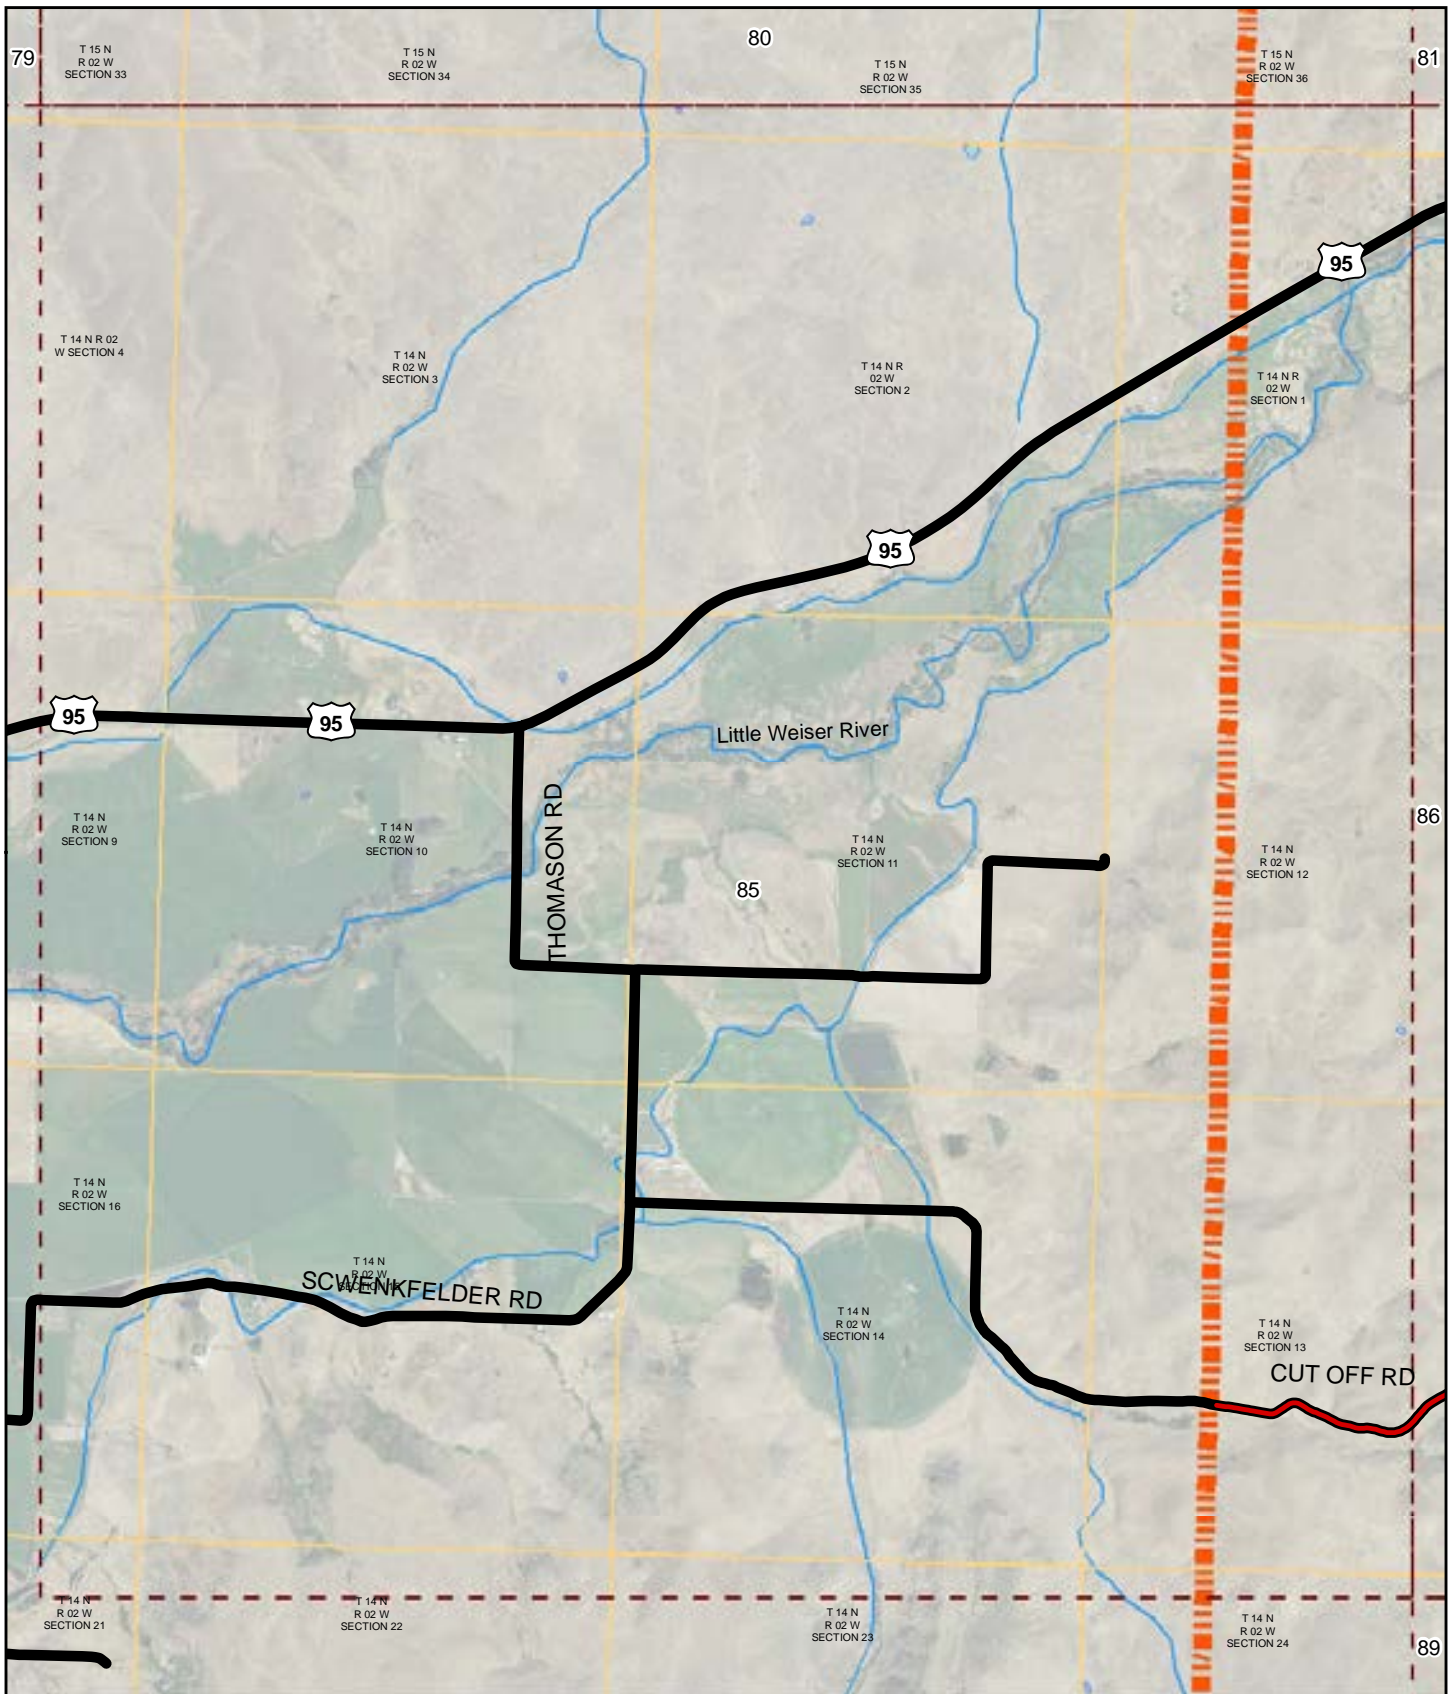 79
T 15 N
R 02 W
SECTION 33
T 15 N
R 02 W
SECTION 34
80
T 15 N
R 02 W
SECTION 35
T 15 N
R 02 W
SECTION 36
81
95
T 14 N R 02
W SECTION 4
T 14 N
R 02 W
SECTION 3
T 14 N R
02 W
SECTION 2
T 14 N R
02 W
SECTION 1
95
95
95
Little Weiser River
THOMASON RD
T 14 N
R 02 W
SECTION 9
T 14 N
R 02 W
SECTION 10
T 14 N
R 02 W
SECTION 11
85
T 14 N
R 02 W
SECTION 12
86
T 14 N
R 02 W
SECTION 16
T 14 N
R 02 W
SCWENKFELDER RD
T 14 N
R 02 W
SECTION 14
T 14 N
R 02 W
SECTION 13
CUT OFF RD
T 14 N
R 02 W
SECTION 21
T 14 N
R 02 W
SECTION 22
T 14 N
R 02 W
SECTION 23
T 14 N
R 02 W
SECTION 24
89